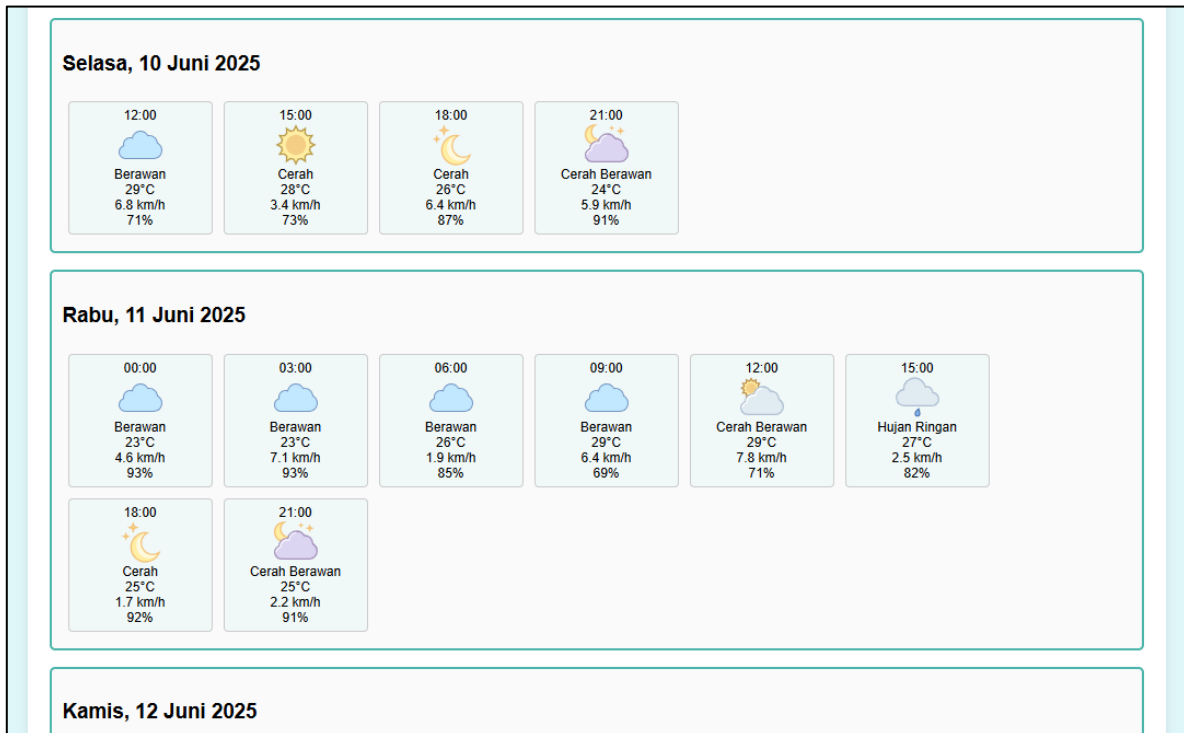 Selasa, 10 Juni 2025
12:00
Berawan
29°C
6.8 km/h
71%
15:00
Cerah
28°C
3.4 km/h
73%
18:00
Cerah
26°C
6.4 km/h
87%
21:00
Cerah Berawan
24°C
5.9 km/h
91%
Rabu, 11 Juni 2025
00:00
Berawan
23°C
4.6 km/h
93%
03:00
Berawan
23°C
7.1 km/h
93%
06:00
Berawan
26°C
1.9 km/h
85%
09:00
Berawan
29°C
6.4 km/h
69%
12:00
Cerah Berawan
29°C
7.8 km/h
71%
15:00
Hujan Ringan
27°C
2.5 km/h
82%
18:00
Cerah
25°C
1.7 km/h
92%
21:00
Cerah Berawan
25°C
2.2 km/h
91%
Kamis, 12 Juni 2025